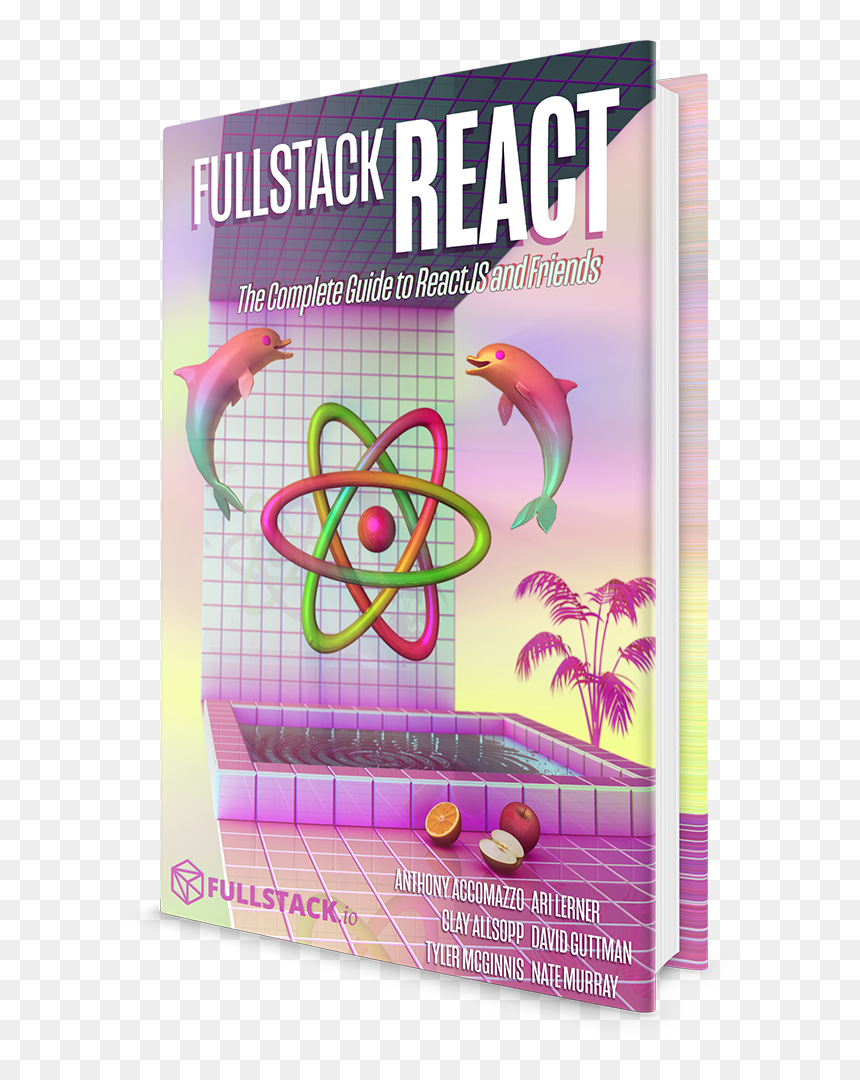 FULLSTACK REACT
The Complete Guide to ReactJS and Friends
FULLSTACK.io
ANTHONY ACCOMAZZO ARI LERNER
CLAY ALLSOPP DAVID GUTTMAN
TYLER MCGINNIS NATE MURRAY